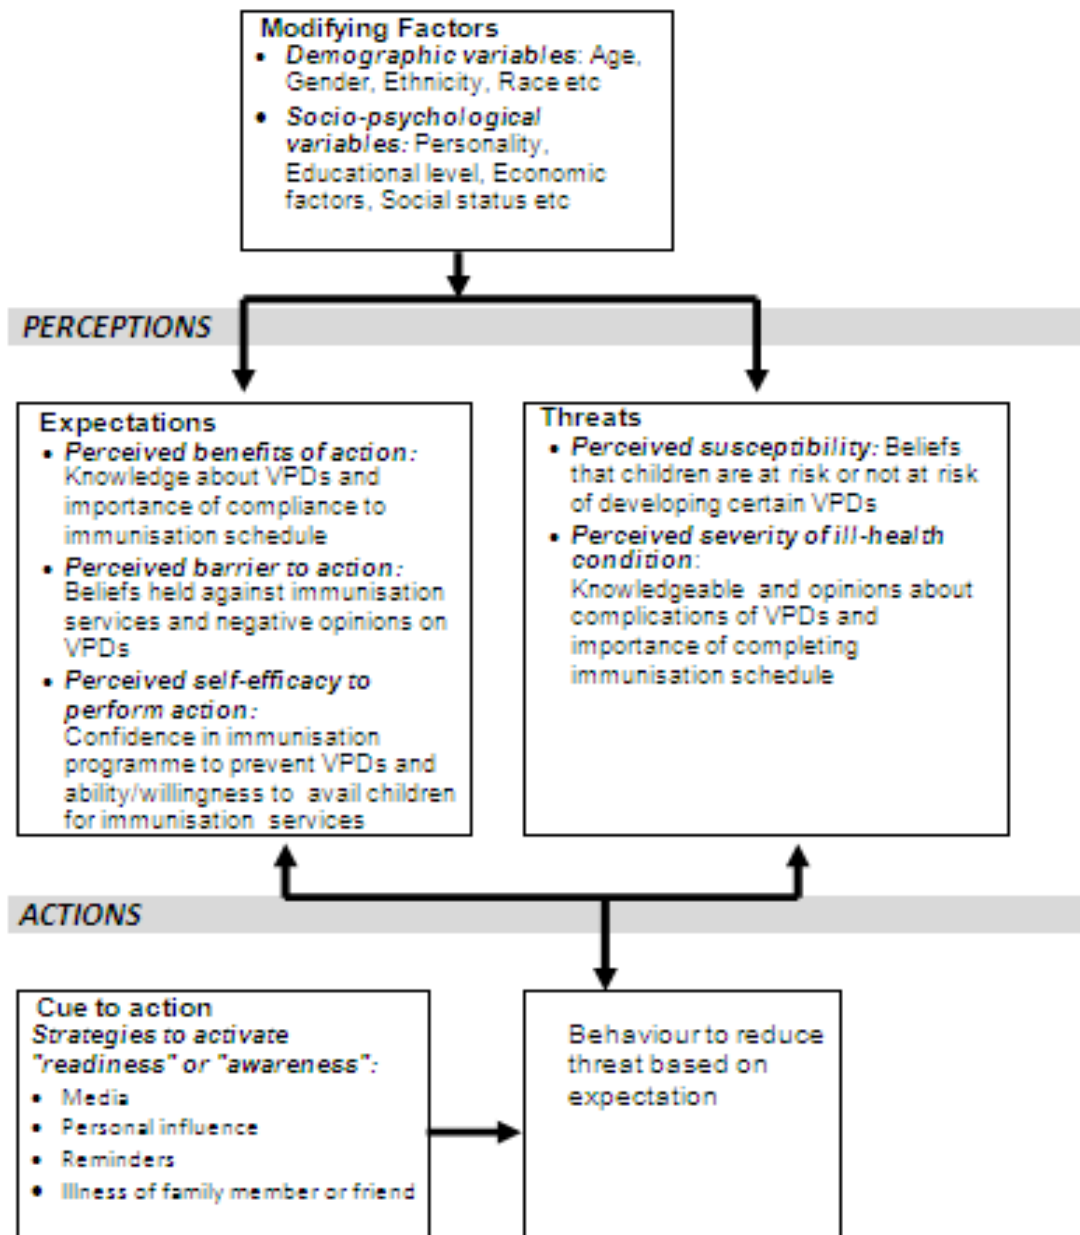 Modifying Factors
• Demographic variables: Age,
Gender, Ethnicity, Race etc
• Socio-psychological
variables: Personality,
Educational level, Economic
factors, Social status etc
PERCEPTIONS
Expectations
• Perceived benefits of action:
Knowledge about VPDs and
importance of compliance to
immunisation schedule
• Perceived barrier to action:
Beliefs held against immunisation
services and negative opinions on
VPDs
• Perceived self-efficacy to
perform action:
Confidence in immunisation
programme to prevent VPDs and
ability/willingness to avail children
for immunisation services
Threats
• Perceived susceptibility: Beliefs
that children are at risk or not at risk
of developing certain VPDs
• Perceived severity of ill-health
condition:
Knowledgeable and opinions about
complications of VPDs and
importance of completing
immunisation schedule
ACTIONS
Cue to action
Strategies to activate
"readiness" or "awareness":
• Media
• Personal influence
• Reminders
• Illness of family member or friend
Behaviour to reduce
threat based on
expectation